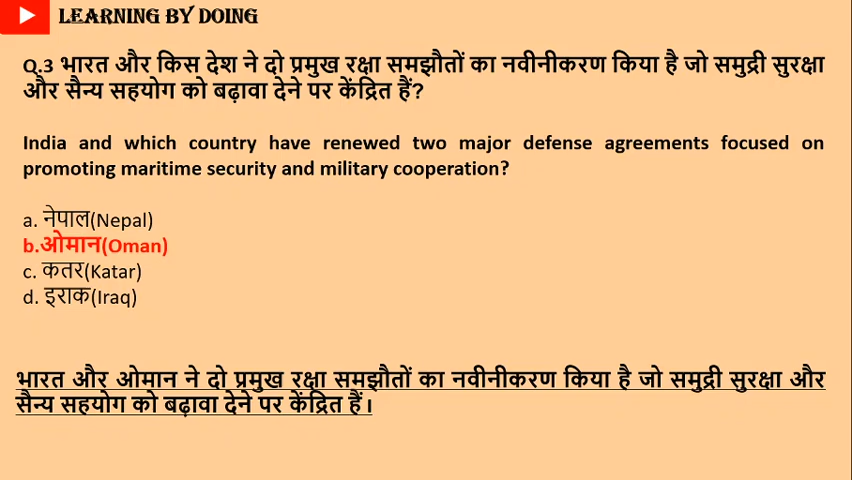 LEARNING BY DOING
Q.3 भारत और किस देश ने दो प्रमुख रक्षा समझौतों का नवीनीकरण किया है जो समुद्री सुरक्षा
और सैन्य सहयोग को बढ़ावा देने पर केंद्रित हैं?
India and which country have renewed two major defense agreements focused on
promoting maritime security and military cooperation?
a. नेपाल(Nepal)
b.ओमान(Oman)
c. कतर(Katar)
d. इराक(Iraq)
भारत और ओमान ने दो प्रमुख रक्षा समझौतों का नवीनीकरण किया है जो समुद्री सुरक्षा और
सैन्य सहयोग को बढ़ावा देने पर केंद्रित हैं।